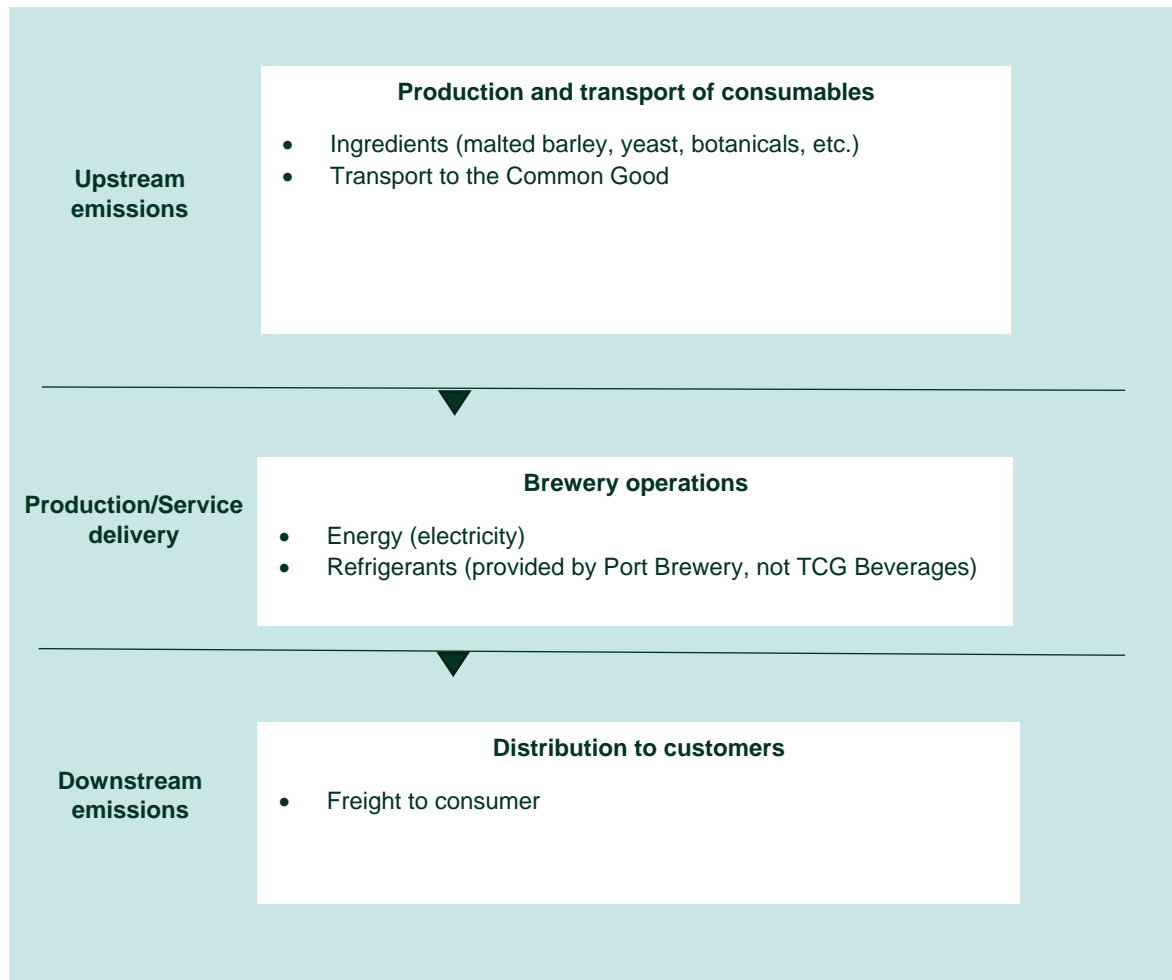 Production and transport of consumables
Upstream
emissions
• Ingredients (malted barley, yeast, botanicals, etc.)
• Transport to the Common Good
Production/Service
delivery
Brewery operations
• Energy (electricity)
• Refrigerants (provided by Port Brewery, not TCG Beverages)
Downstream
emissions
Distribution to customers
• Freight to consumer